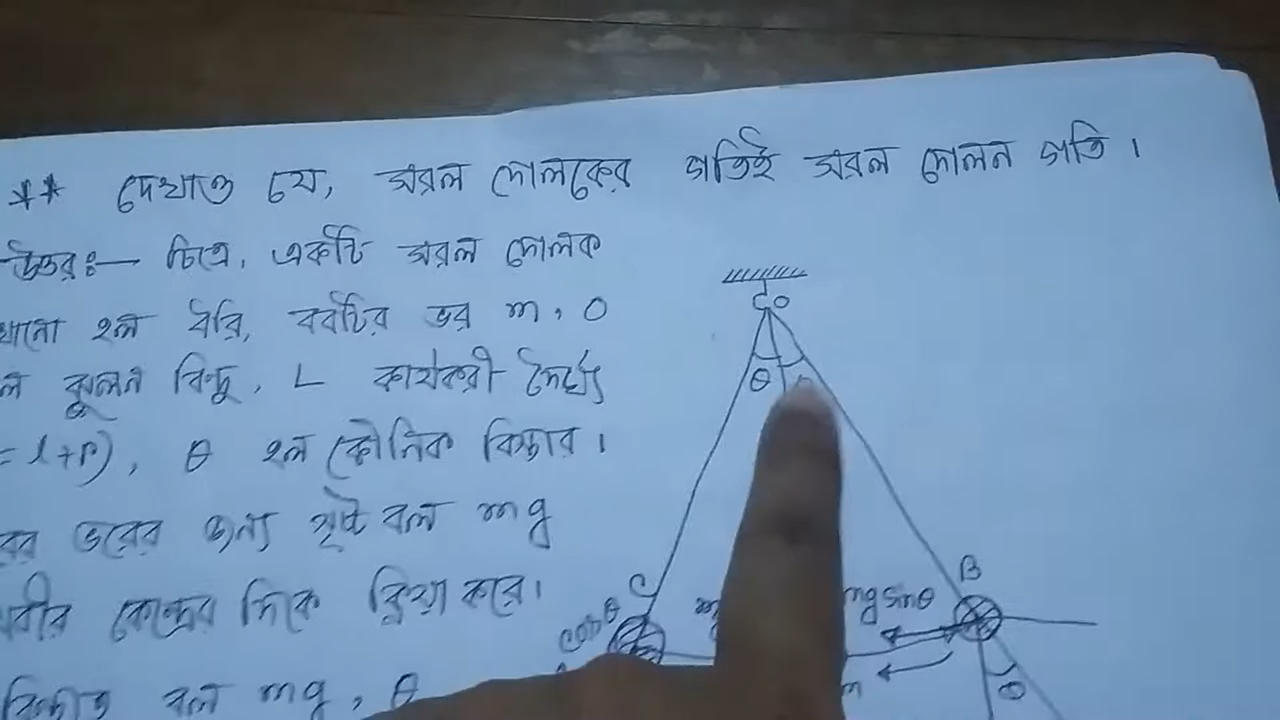 ** দেখাও যে, সরল দোলকের গতিই সরল দোলন গতি।
উত্তরঃ— চিত্রে, একটি সরল দোলক
খানো হল ধরি, ববটির ভর m, O
ল ঝুলন বিন্দু, L কার্যকরী দৈর্ঘ্য
= l+r), θ হল কৌনিক বিস্তার।
ভরের জন্য সৃষ্ট বল mg
কেন্দ্রের দিকে ক্রিয়া করে।
বল mg, θ
O
θ
C
B
mg sinθ
cosθ
θ